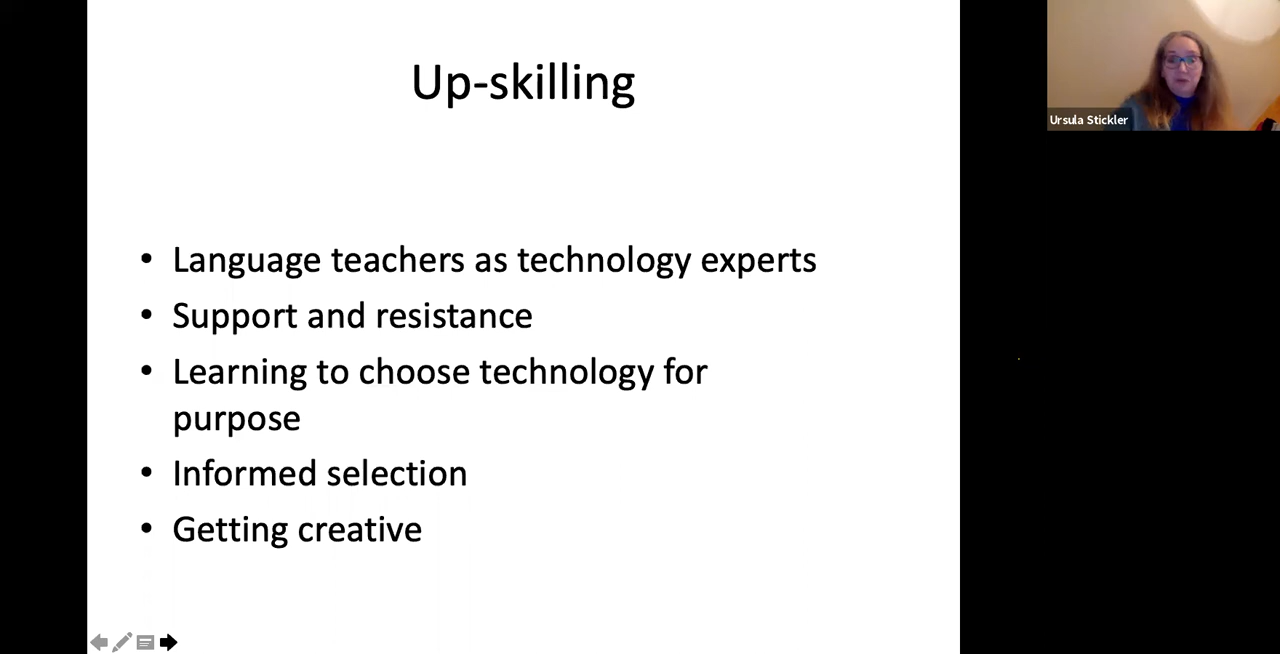 Up-skilling
Ursula Stickler
• Language teachers as technology experts
• Support and resistance
• Learning to choose technology for
purpose
• Informed selection
• Getting creative